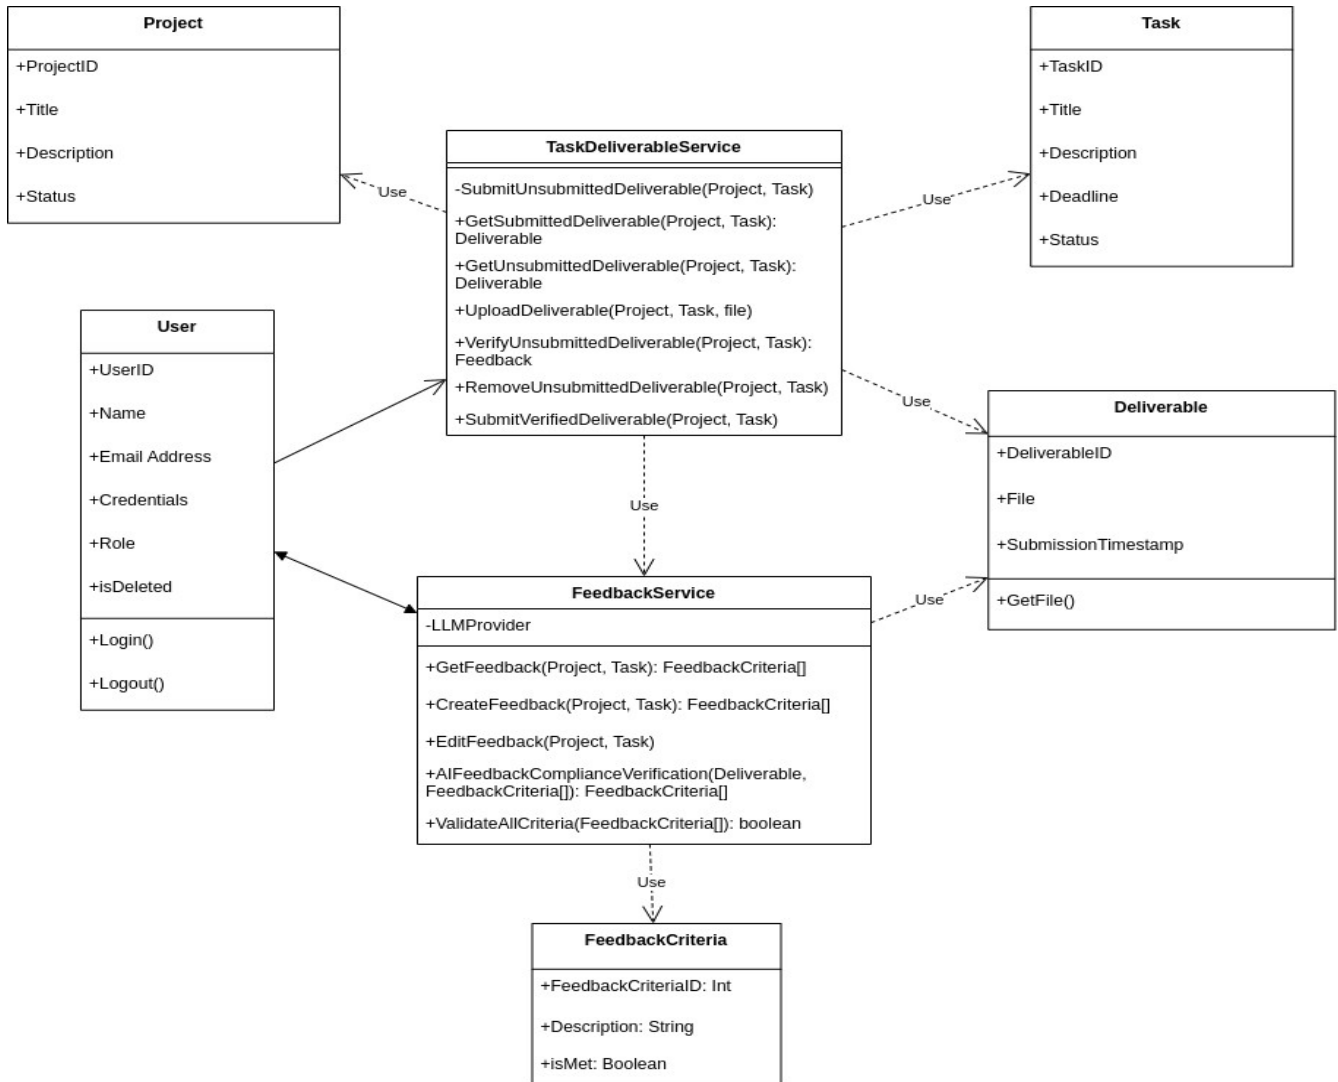 Project
+ProjectID
+Title
+Description
+Status
Task
+TaskID
+Title
+Description
+Deadline
+Status
TaskDeliverableService
-SubmitUnsubmittedDeliverable(Project, Task)
+GetSubmittedDeliverable(Project, Task):
Deliverable
+GetUnsubmittedDeliverable(Project, Task):
Deliverable
+UploadDeliverable(Project, Task, file)
+VerifyUnsubmittedDeliverable(Project, Task):
Feedback
+RemoveUnsubmittedDeliverable(Project, Task)
+SubmitVerifiedDeliverable(Project, Task)
Use
Use
User
+UserID
+Name
+Email Address
+Credentials
+Role
+isDeleted
+Login()
+Logout()
Use
Deliverable
+DeliverableID
+File
+SubmissionTimestamp
+GetFile()
Use
FeedbackService
-LLMProvider
+GetFeedback(Project, Task): FeedbackCriteria[]
+CreateFeedback(Project, Task): FeedbackCriteria[]
+EditFeedback(Project, Task)
+AIFeedbackComplianceVerification(Deliverable,
FeedbackCriteria[]): FeedbackCriteria[]
+ValidateAllCriteria(FeedbackCriteria[]): boolean
Use
Use
FeedbackCriteria
+FeedbackCriteriaID: Int
+Description: String
+isMet: Boolean